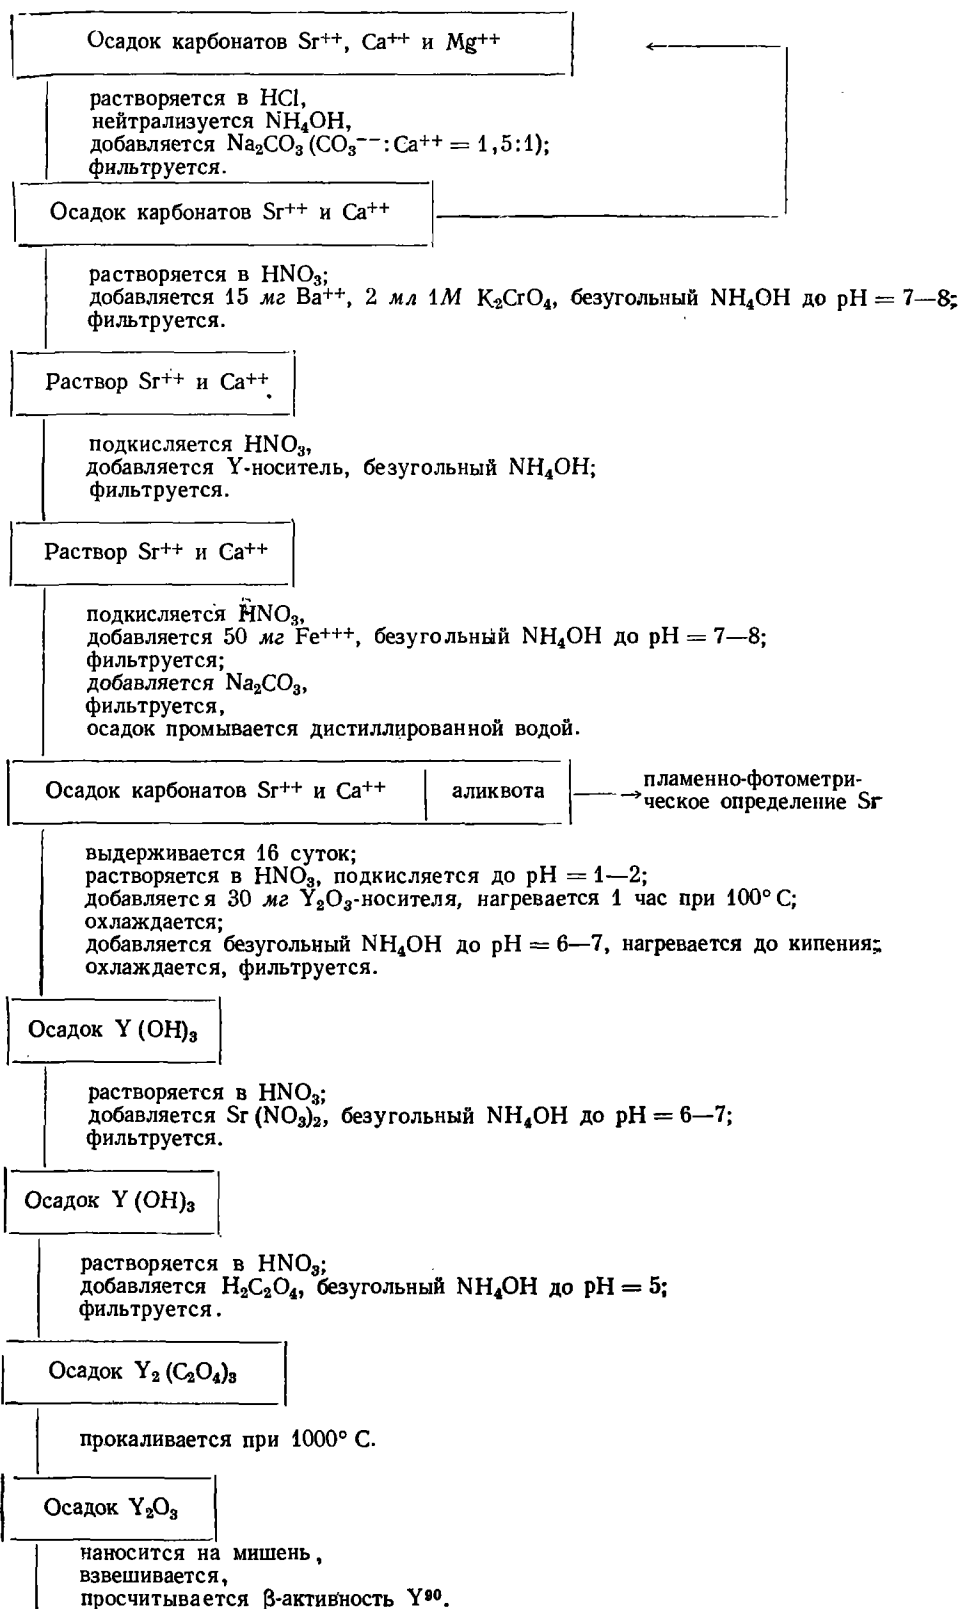 Осадок карбонатов Sr⁺⁺, Ca⁺⁺ и Mg⁺⁺
растворяется в HCl,
нейтрализуется NH₄OH,
добавляется Na₂CO₃ (CO₃⁻⁻ : Ca⁺⁺ = 1,5:1);
фильтруется.
Осадок карбонатов Sr⁺⁺ и Ca⁺⁺
растворяется в HNO₃;
добавляется 15 мг Ba⁺⁺, 2 мл 1M K₂CrO₄, безугольный NH₄OH до pH = 7—8;
фильтруется.
Раствор Sr⁺⁺ и Ca⁺⁺
подкисляется HNO₃,
добавляется Y-носитель, безугольный NH₄OH;
фильтруется.
Раствор Sr⁺⁺ и Ca⁺⁺
подкисляется HNO₃,
добавляется 50 мг Fe⁺⁺⁺, безугольный NH₄OH до pH = 7—8;
фильтруется;
добавляется Na₂CO₃,
фильтруется,
осадок промывается дистиллированной водой.
Осадок карбонатов Sr⁺⁺ и Ca⁺⁺ аликвота
пламенно-фотометри-
ческое определение Sr
выдерживается 16 суток;
растворяется в HNO₃, подкисляется до pH = 1—2;
добавляется 30 мг Y₂O₃-носителя, нагревается 1 час при 100° C;
охлаждается;
добавляется безугольный NH₄OH до pH = 6—7, нагревается до кипения;
охлаждается, фильтруется.
Осадок Y (OH)₃
растворяется в HNO₃;
добавляется Sr (NO₃)₂, безугольный NH₄OH до pH = 6—7;
фильтруется.
Осадок Y (OH)₃
растворяется в HNO₃;
добавляется H₂C₂O₄, безугольный NH₄OH до pH = 5;
фильтруется.
Осадок Y₂ (C₂O₄)₃
прокаливается при 1000° C.
Осадок Y₂O₃
наносится на мишень,
взвешивается,
просчитывается β-активность Y⁹⁰.